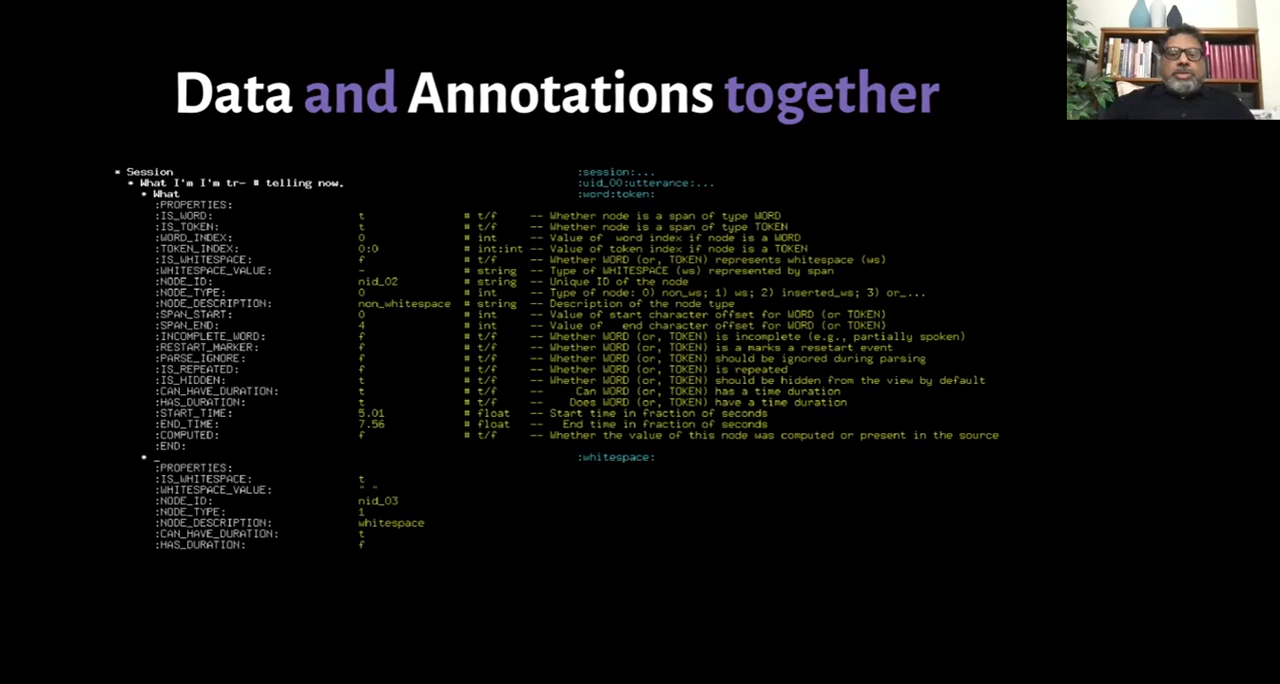 Data and Annotations together
* Session :session:...
* What I'm I'm tr- # telling now. :uid_00:utterance:...
* What :word:token:
:PROPERTIES:
:IS_WORD: t # t/f -- Whether node is a span of type WORD
:IS_TOKEN: t # t/f -- Whether node is a span of type TOKEN
:WORD_INDEX: 0 # int -- Value of word index if node is a WORD
:TOKEN_INDEX: 0:0 # int:int -- Value of token index if node is a TOKEN
:IS_WHITESPACE: f # t/f -- Whether WORD (or, TOKEN) represents whitespace (ws)
:WHITESPACE_VALUE: - # string -- Type of WHITESPACE (ws) represented by span
:NODE_ID: nid_02 # string -- Unique ID of the node
:NODE_TYPE: 0 # int -- Type of node: 0) non_ws; 1) ws; 2) inserted_ws; 3) or_...
:NODE_DESCRIPTION: non_whitespace # string -- Description of the node type
:SPAN_START: 0 # int -- Value of start character offset for WORD (or TOKEN)
:SPAN_END: 4 # int -- Value of end character offset for WORD (or TOKEN)
:INCOMPLETE_WORD: f # t/f -- Whether WORD (or, TOKEN) is incomplete (e.g., partially spoken)
:RESTART_MARKER: f # t/f -- Whether WORD (or, TOKEN) is a marks a resetart event
:PARSE_IGNORE: f # t/f -- Whether WORD (or, TOKEN) should be ignored during parsing
:IS_REPEATED: f # t/f -- Whether WORD (or, TOKEN) is repeated
:IS_HIDDEN: t # t/f -- Whether WORD (or, TOKEN) should be hidden from the view by default
:CAN_HAVE_DURATION: t # t/f -- Can WORD (or, TOKEN) has a time duration
:HAS_DURATION: t # t/f -- Does WORD (or, TOKEN) have a time duration
:START_TIME: 5.01 # float -- Start time in fraction of seconds
:END_TIME: 7.56 # float -- End time in fraction of seconds
:COMPUTED: f # t/f -- Whether the value of this node was computed or present in the source
:END:
* _ :whitespace:
:PROPERTIES:
:IS_WHITESPACE: t
:WHITESPACE_VALUE: " "
:NODE_ID: nid_03
:NODE_TYPE: 1
:NODE_DESCRIPTION: whitespace
:CAN_HAVE_DURATION: t
:HAS_DURATION: f